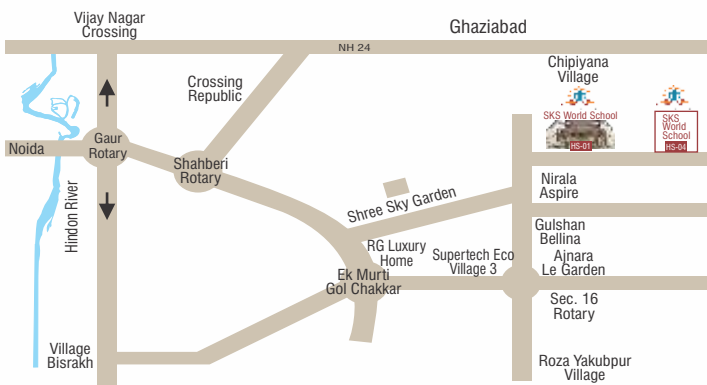 Vijay Nagar
Crossing
Ghaziabad
NH 24
Chipiyana
Village
Crossing
Republic
SKS World School
HS-01
SKS
World
School
HS-04
Noida
Gaur
Rotary
Shahberi
Rotary
Nirala
Aspire
Shree Sky Garden
Hindon River
Gulshan
Bellina
RG Luxury
Home
Supertech Eco
Village 3
Ajnara
Le Garden
Ek Murti
Gol Chakkar
Sec. 16
Rotary
Village
Bisrakh
Roza Yakubpur
Village